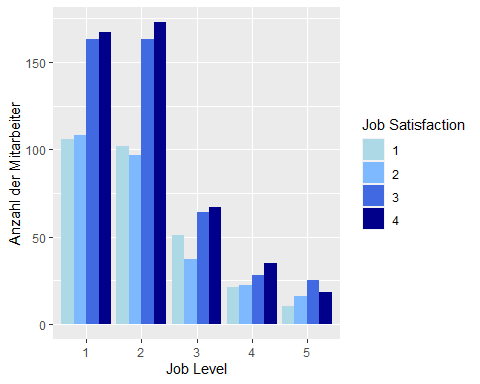 150
100
50
0
Anzahl der Mitarbeiter
1 2 3 4 5
Job Level
Job Satisfaction
1
2
3
4